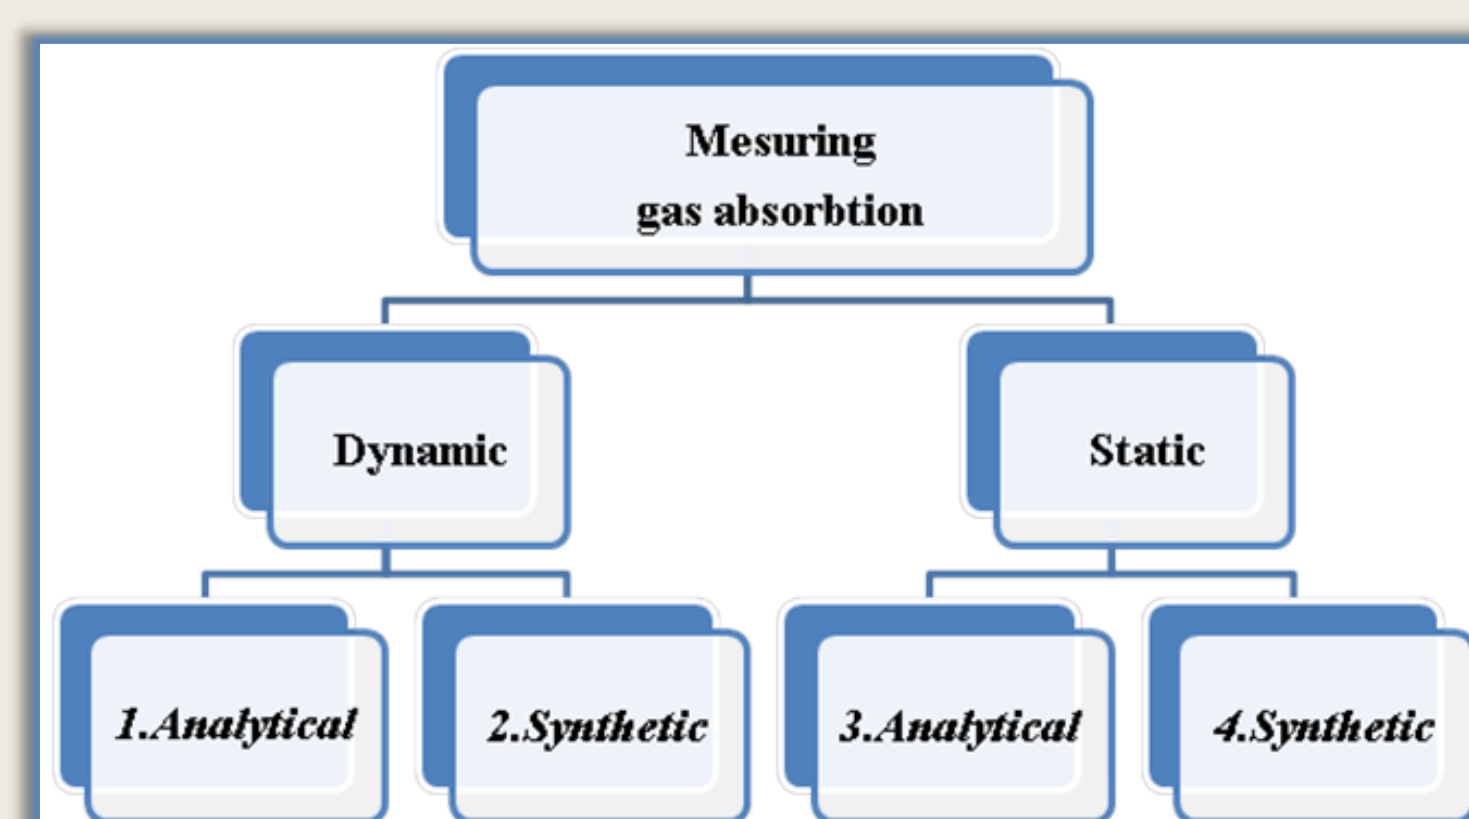 Mesuring
gas absorbtion
Dynamic
Static
1.Analytical
2.Synthetic
3.Analytical
4.Synthetic